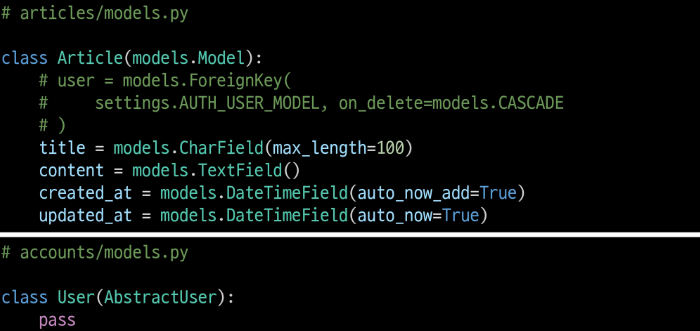 # articles/models.py
class Article(models.Model):
    # user = models.ForeignKey(
    #     settings.AUTH_USER_MODEL, on_delete=models.CASCADE
    # )
    title = models.CharField(max_length=100)
    content = models.TextField()
    created_at = models.DateTimeField(auto_now_add=True)
    updated_at = models.DateTimeField(auto_now=True)
# accounts/models.py
class User(AbstractUser):
    pass